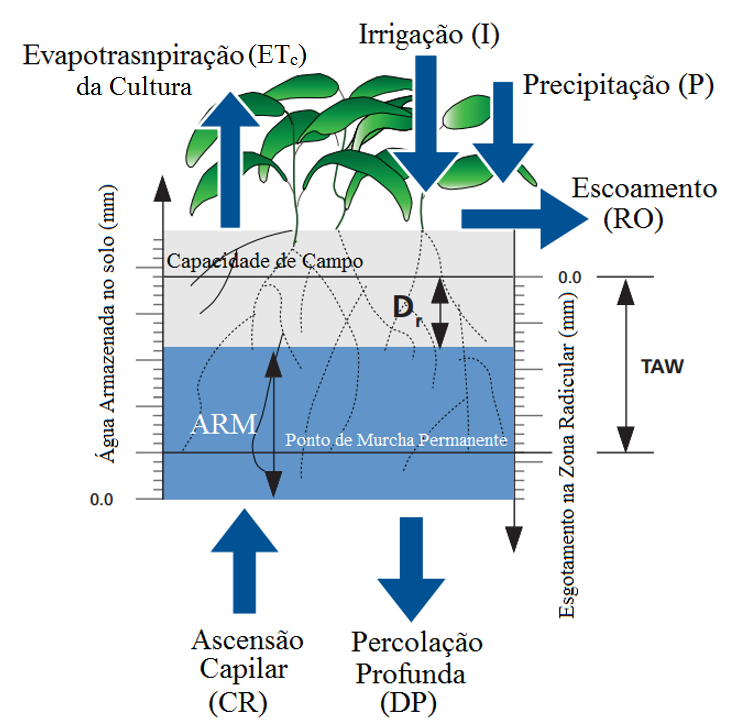 Irrigação (I)
Evapotrasnpiração (ETc)
da Cultura
Precipitação (P)
Escoamento
(RO)
Água Armazenada no solo (mm)
Capacidade de Campo
0.0
Dr
TAW
ARM
Ponto de Murcha Permanente
0.0
Esgotamento na Zona Radicular (mm)
Ascensão
Capilar
(CR)
Percolação
Profunda
(DP)